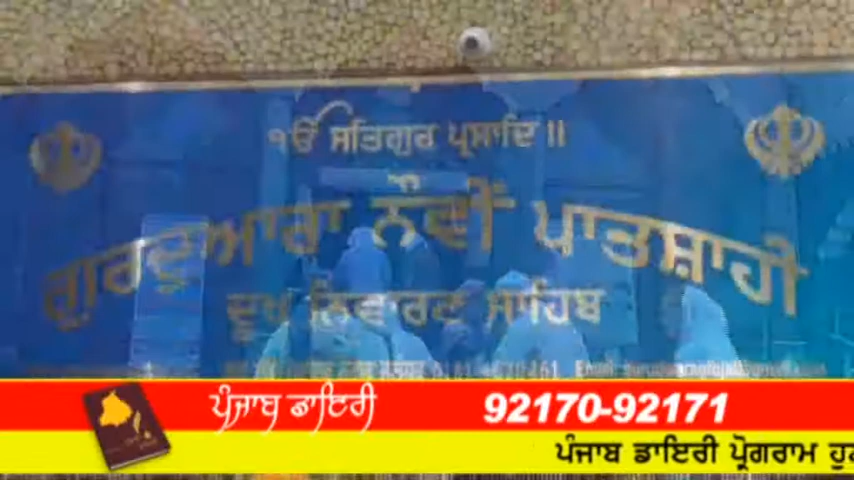 ੴ ਸਤਿਗੁਰ ਪ੍ਰਸਾਦਿ ॥
ਗੁਰਦੁਆਰਾ ਨੌਵੀਂ ਪਾਤਸ਼ਾਹੀ
ਦੂਖ ਨਿਵਾਰਣ ਸਾਹਿਬ
ਪੰਜਾਬ ਡਾਇਰੀ 92170-92171
ਪੰਜਾਬ ਡਾਇਰੀ ਪ੍ਰੋਗਰਾਮ ਹੁਣ